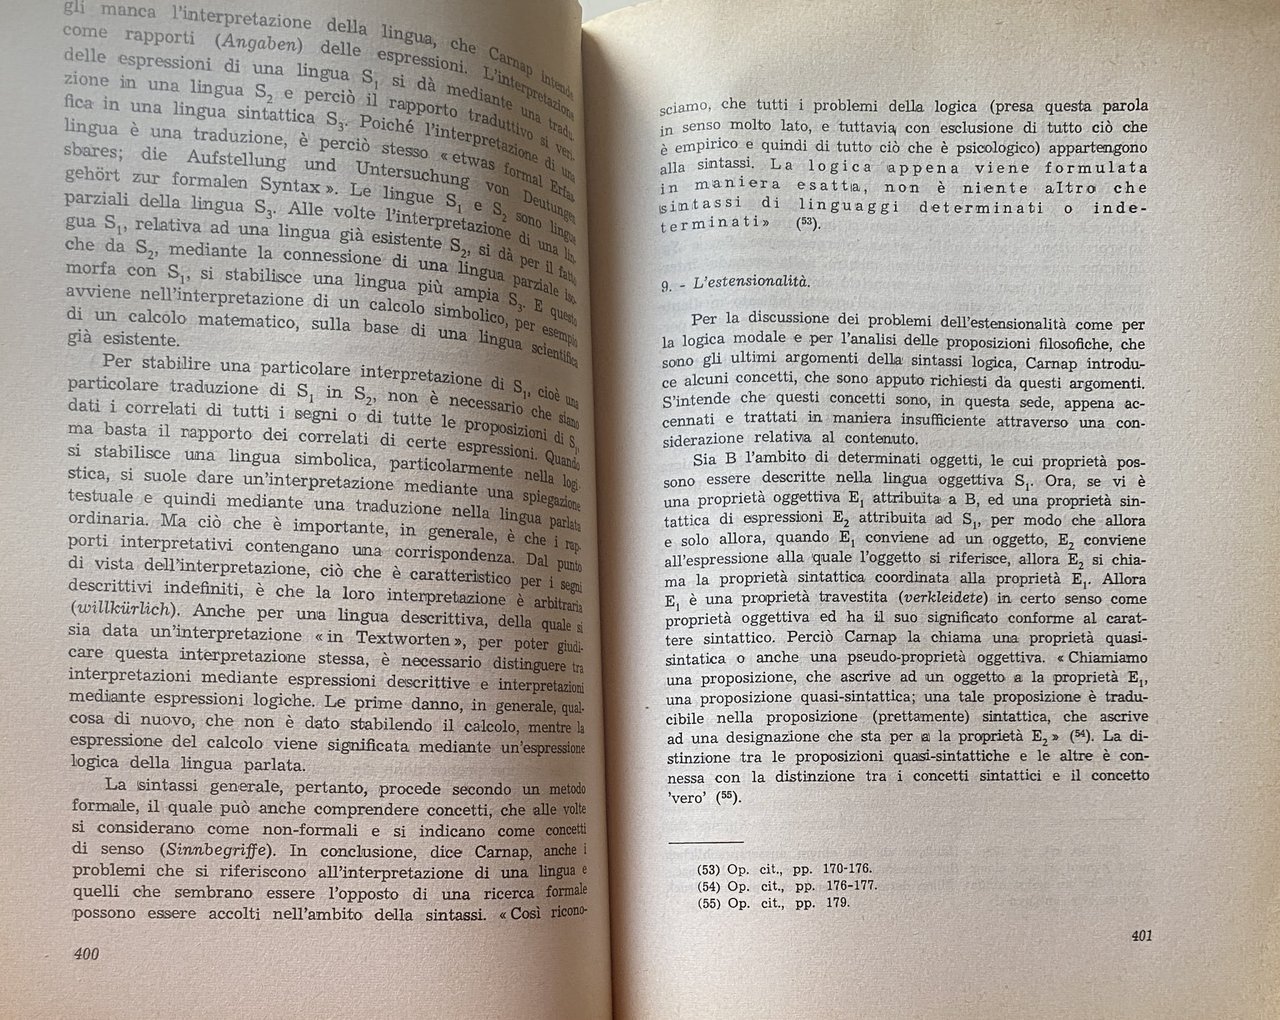 gli manca l'interpretazione della lingua, che Carnap intende
come rapporti (Angaben) delle espressioni. L'interpretazione
delle espressioni di una lingua S1 si dà mediante una tradu-
zione in una lingua S2 e perciò il rapporto traduttivo si veri-
fica in una lingua sintattica S3. Poiché l'interpretazione di una
lingua è una traduzione, è perciò stesso «etwas formal Erfas-
sbares; die Aufstellung und Untersuchung von Deutungen
gehört zur formalen Syntax». Le lingue S1 e S2 sono lingue
parziali della lingua S3. Alle volte l'interpretazione di una lin-
gua S1, relativa ad una lingua già esistente S2, si dà per il fatto
che da S2, mediante la connessione di una lingua parziale iso-
morfa con S1, si stabilisce una lingua più ampia S3. E questo
avviene nell'interpretazione di un calcolo simbolico, per esempio
di un calcolo matematico, sulla base di una lingua scientifica
già esistente.
Per stabilire una particolare interpretazione di S1, cioè una
particolare traduzione di S1 in S2, non è necessario che siano
dati i correlati di tutti i segni o di tutte le proposizioni di S1
ma basta il rapporto dei correlati di certe espressioni. Quando
si stabilisce una lingua simbolica, particolarmente nella logi-
stica, si suole dare un'interpretazione mediante una spiegazione
testuale e quindi mediante una traduzione nella lingua parlata
ordinaria. Ma ciò che è importante, in generale, è che i rap-
porti interpretativi contengano una corrispondenza. Dal punto
di vista dell'interpretazione, ciò che è caratteristico per i segni
descrittivi indefiniti, è che la loro interpretazione è arbitraria
(willkürlich). Anche per una lingua descrittiva, della quale si
sia data un'interpretazione «in Textworten», per poter giudi-
care questa interpretazione stessa, è necessario distinguere tra
interpretazioni mediante espressioni descrittive e interpretazioni
mediante espressioni logiche. Le prime danno, in generale, qual-
cosa di nuovo, che non è dato stabilendo il calcolo, mentre la
espressione del calcolo viene significata mediante un'espressione
logica della lingua parlata.
La sintassi generale, pertanto, procede secondo un metodo
formale, il quale può anche comprendere concetti, che alle volte
si considerano come non-formali e si indicano come concetti
di senso (Sinnbegriffe). In conclusione, dice Carnap, anche i
problemi che si riferiscono all'interpretazione di una lingua e
quelli che sembrano essere l'opposto di una ricerca formale
possono essere accolti nell'ambito della sintassi. «Così ricono-
400
sciamo, che tutti i problemi della logica (presa questa parola
in senso molto lato, e tuttavia con esclusione di tutto ciò che
è empirico e quindi di tutto ciò che è psicologico) appartengono
alla sintassi. La logica appena viene formulata
in maniera esatta, non è niente altro che
sintassi di linguaggi determinati o inde-
terminati» (53).
9. - L'estensionalità.
Per la discussione dei problemi dell'estensionalità come per
la logica modale e per l'analisi delle proposizioni filosofiche, che
sono gli ultimi argomenti della sintassi logica, Carnap introdu-
ce alcuni concetti, che sono apputo richiesti da questi argomenti.
S'intende che questi concetti sono, in questa sede, appena ac-
cennati e trattati in maniera insufficiente attraverso una con-
siderazione relativa al contenuto.
Sia B l'ambito di determinati oggetti, le cui proprietà pos-
sono essere descritte nella lingua oggettiva S1. Ora, se vi è
una proprietà oggettiva E1 attribuita a B, ed una proprietà sin-
tattica di espressioni E2 attribuita ad S1, per modo che allora
e solo allora, quando E1 conviene ad un oggetto, E2 conviene
all'espressione alla quale l'oggetto si riferisce, allora E2 si chia-
ma la proprietà sintattica coordinata alla proprietà E1. Allora
E1 è una proprietà travestita (verkleidete) in certo senso come
proprietà oggettiva ed ha il suo significato conforme al carat-
tere sintattico. Perciò Carnap la chiama una proprietà quasi-
sintatica o anche una pseudo-proprietà oggettiva. «Chiamiamo
una proposizione, che ascrive ad un oggetto a la proprietà E1,
una proposizione quasi-sintattica; una tale proposizione è tradu-
cibile nella proposizione (prettamente) sintattica, che ascrive
ad una designazione che sta per a la proprietà E2» (54). La di-
stinzione tra le proposizioni quasi-sintattiche e le altre è con-
nessa con la distinzione tra i concetti sintattici e il concetto
'vero' (55).
(53) Op. cit., pp. 170-176.
(54) Op. cit., pp. 176-177.
(55) Op. cit., pp. 179.
401